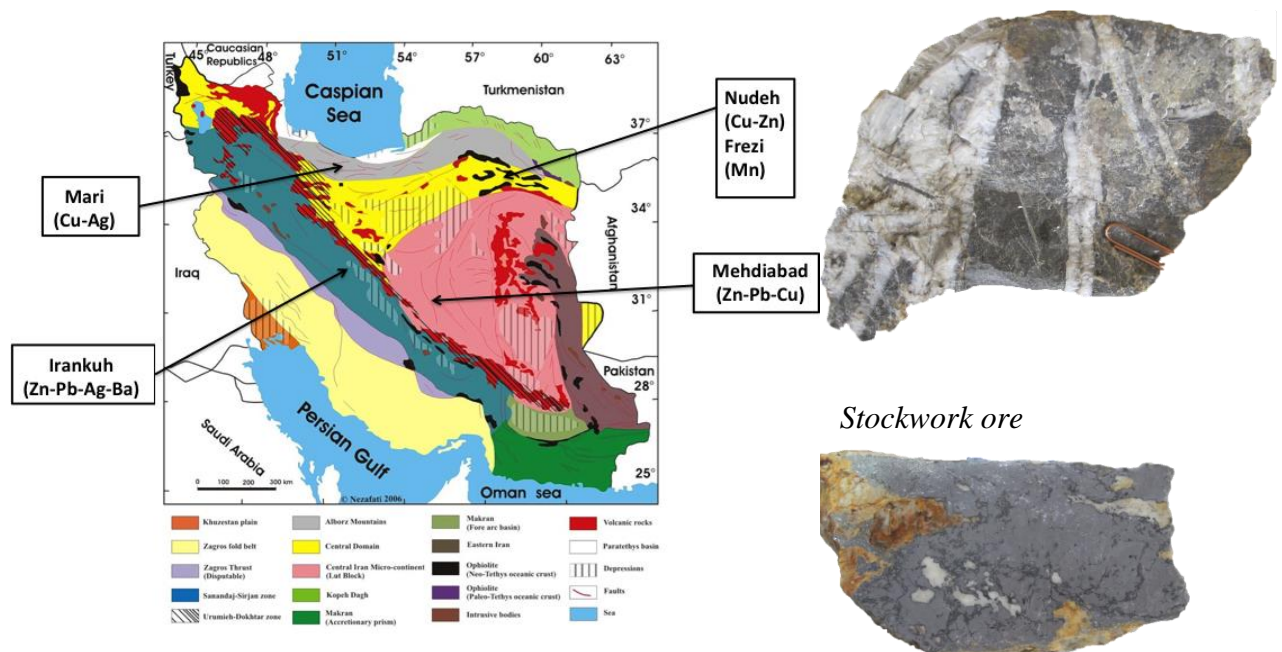 45°
48°
51°
54°
57°
60°
63°
Caucasian
Republics
Turkey
Caspian
Sea
Turkmenistan
37°
34°
31°
28°
25°
Afghanistan
Pakistan
Iraq
Saudi Arabia
Persian Gulf
Oman sea
0 100 200 300 km
© Nezafati 2006
Mari
(Cu-Ag)
Irankuh
(Zn-Pb-Ag-Ba)
Nudeh
(Cu-Zn)
Frezi
(Mn)
Mehdiabad
(Zn-Pb-Cu)
Stockwork ore
Khuzestan plain
Zagros fold belt
Zagros Thrust
(Disputable)
Sanandaj-Sirjan zone
Urumieh-Dokhtar zone
Alborz Mountains
Central Domain
Central Iran Micro-continent
(Lut Block)
Kopeh Dagh
Makran
(Accretionary prism)
Makran
(Fore arc basin)
Eastern Iran
Ophiolite
(Neo-Tethys oceanic crust)
Ophiolite
(Paleo-Tethys oceanic crust)
Intrusive bodies
Volcanic rocks
Paratethys basin
Depressions
Faults
Sea